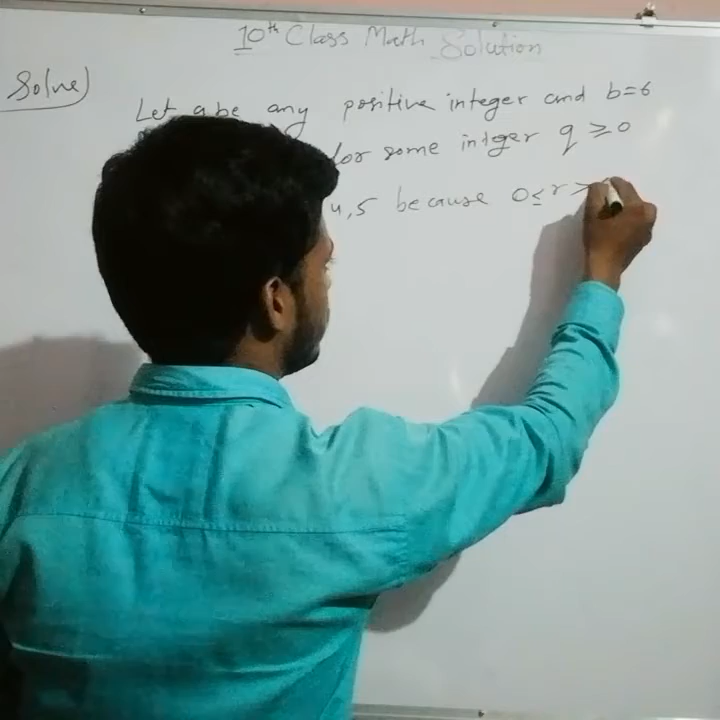 10th Class Math Solution
Solve)
Let a be any positive integer and b=6
for some intger q ≥ 0
4,5 because 0≤r>